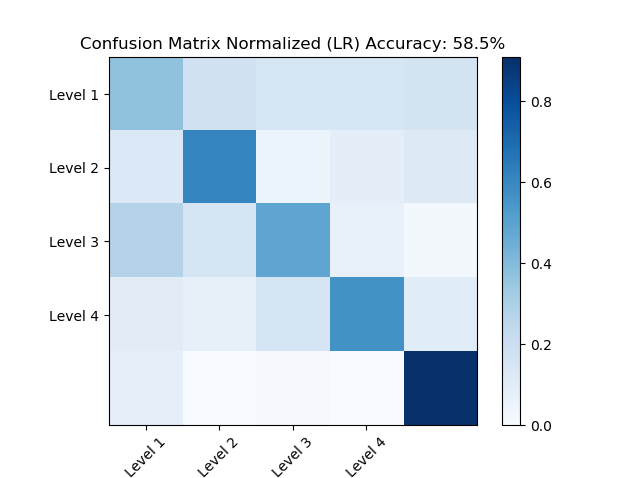 Confusion Matrix Normalized (LR) Accuracy: 58.5%
Level 1
Level 2
Level 3
Level 4
Level 1
Level 2
Level 3
Level 4
0.8
0.6
0.4
0.2
0.0